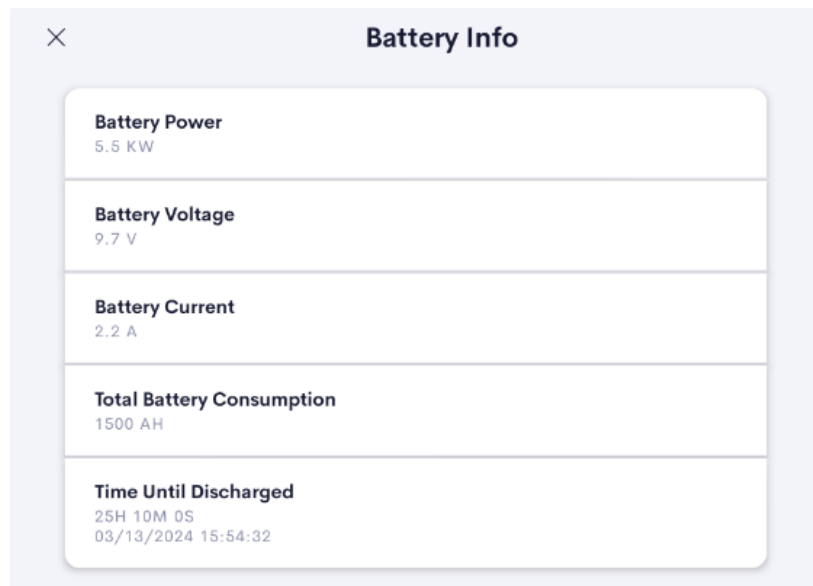 Battery Info
Battery Power
5.5 KW
Battery Voltage
9.7 V
Battery Current
2.2 A
Total Battery Consumption
1500 AH
Time Until Discharged
25H 10M 0S
03/13/2024 15:54:32